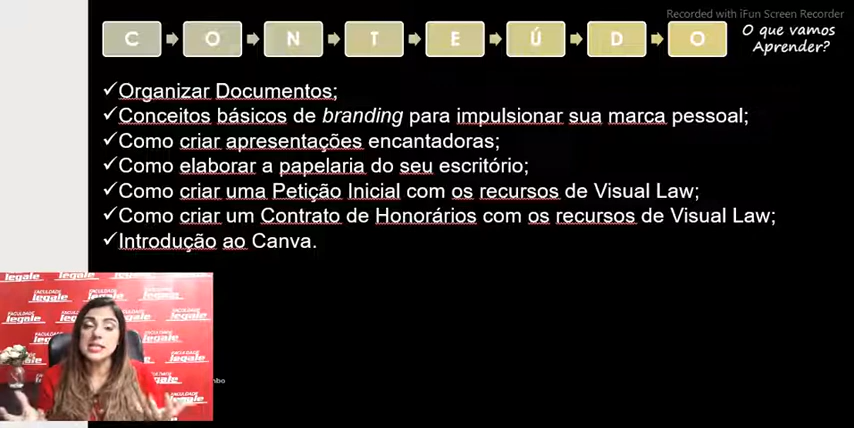 Recorded with iFun Screen Recorder
C O N T E Ú D O
O que vamos
Aprender?
✓Organizar Documentos;
✓Conceitos básicos de branding para impulsionar sua marca pessoal;
✓Como criar apresentações encantadoras;
✓Como elaborar a papelaria do seu escritório;
✓Como criar uma Petição Inicial com os recursos de Visual Law;
✓Como criar um Contrato de Honorários com os recursos de Visual Law;
✓Introdução ao Canva.
FACULDADE
legale